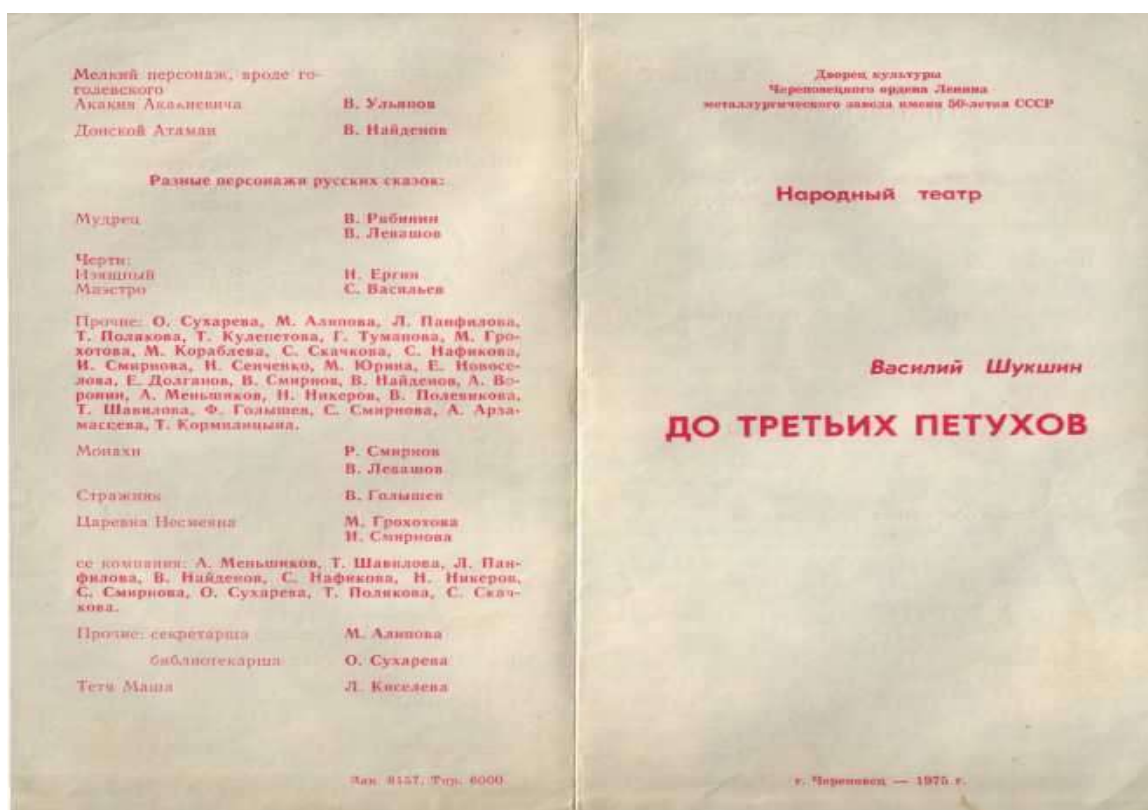 Мелкий персонаж, вроде го-
голевского
Акакия Акакиевича В. Ульянов
Донской Атаман В. Найденов
Разные персонажи русских сказок:
Мудрец В. Рябинин
В. Левашов
Черти:
Изящный Н. Ергин
Маэстро С. Васильев
Прочие: О. Сухарева, М. Алипова, Л. Панфилова,
Т. Полякова, Т. Кулепетова, Г. Туманова, М. Гро-
хотова, М. Кораблева, С. Скачкова, С. Нафикова,
И. Смирнова, Н. Сенченко, М. Юрина, Е. Новосе-
лова, Е. Долганов, В. Смирнов, В. Найденов, А. Во-
ронин, А. Меньшиков, Н. Никеров, В. Полевикова,
Т. Шавилова, Ф. Голышев, С. Смирнова, А. Арза-
масцева, Т. Кормилицына.
Монахи Р. Смирнов
В. Левашов
Стражник В. Голышев
Царевна Несмеяна М. Грохотова
И. Смирнова
ее компания: А. Меньшиков, Т. Шавилова, Л. Пан-
филова, В. Найденов, С. Нафикова, Н. Никеров,
С. Смирнова, О. Сухарева, Т. Полякова, С. Скач-
кова.
Прочие: секретарша М. Алипова
библиотекарша О. Сухарева
Тетя Маша Л. Киселева
Зак. 8157. Тир. 6000
Дворец культуры
Череповецкого ордена Ленина
металлургического завода имени 50-летия СССР
Народный театр
Василий Шукшин
ДО ТРЕТЬИХ ПЕТУХОВ
г. Череповец — 1975 г.